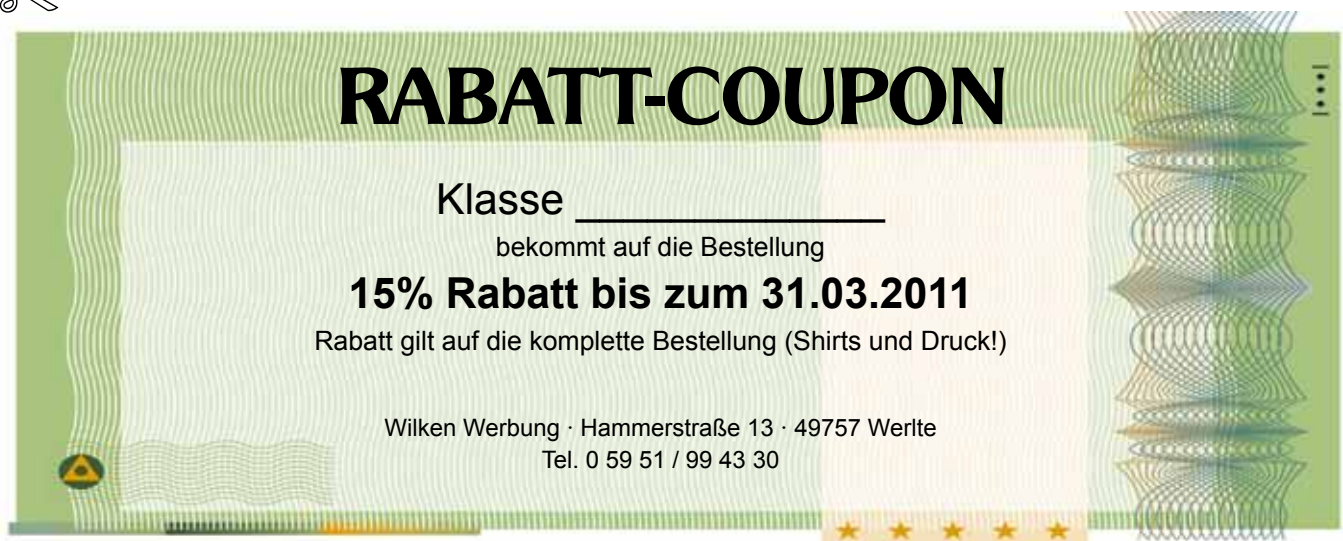 RABATT-COUPON
Klasse _____________
bekommt auf die Bestellung
15% Rabatt bis zum 31.03.2011
Rabatt gilt auf die komplette Bestellung (Shirts und Druck!)
Wilken Werbung · Hammerstraße 13 · 49757 Werlte
Tel. 0 59 51 / 99 43 30